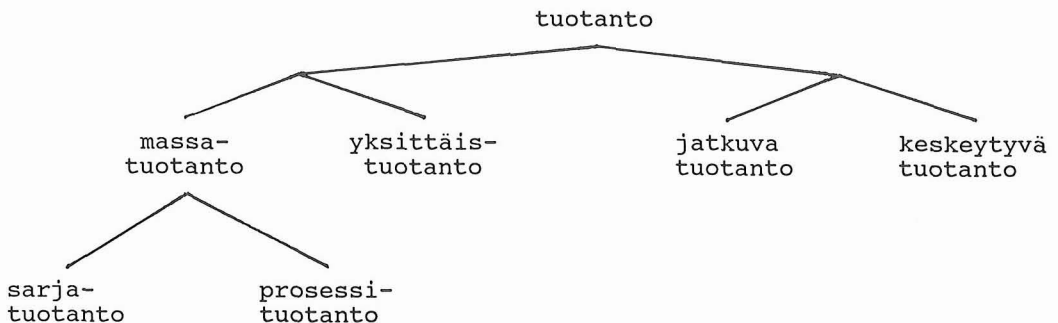 tuotanto
massa-
tuotanto
yksittäis-
tuotanto
jatkuva
tuotanto
keskeytyvä
tuotanto
sarja-
tuotanto
prosessi-
tuotanto